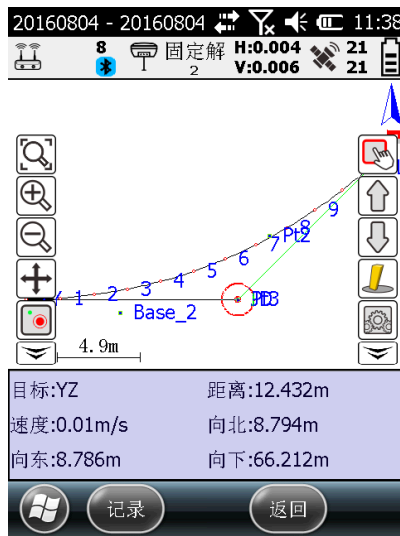 20160804 - 20160804 11:38
8 固定解 H:0.004 21
2 V:0.006 21
9
8
7 Pt2
6
5
4
3
2
1
Base_2
4.9m
目标:YZ 距离:12.432m
速度:0.01m/s 向北:8.794m
向东:8.786m 向下:66.212m
记录 返回